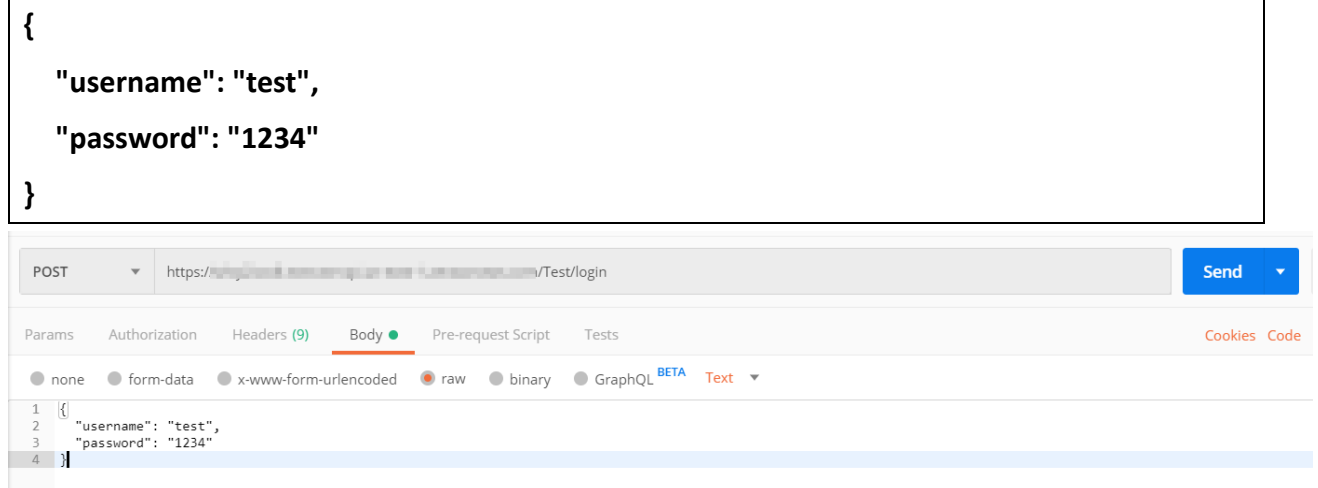 {
"username": "test",
"password": "1234"
}
POST https:/ /Test/login Send
Params Authorization Headers (9) Body Pre-request Script Tests Cookies Code
none form-data x-www-form-urlencoded raw binary GraphQL BETA Text
1 {
2 "username": "test",
3 "password": "1234"
4 }